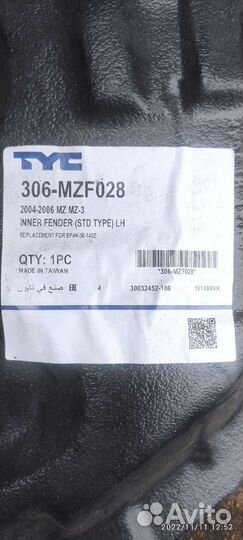 TYC
306-MZF028
2004-2006 MZ MZ-3
INNER FENDER (STD TYPE) LH
REPLACEMENT FOR BP4K-56-140E
QTY: 1PC
MADE IN TAIWAN
*306-MZF028*
صنع في تايوان
4
30032452-186
Avito
2022/11/11 12:52